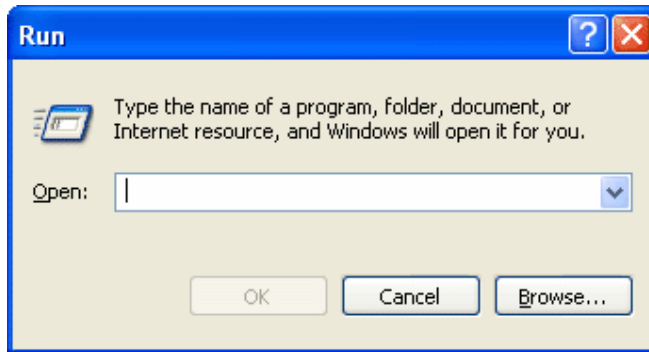 Run
Type the name of a program, folder, document, or
Internet resource, and Windows will open it for you.
Open:
OK Cancel Browse...